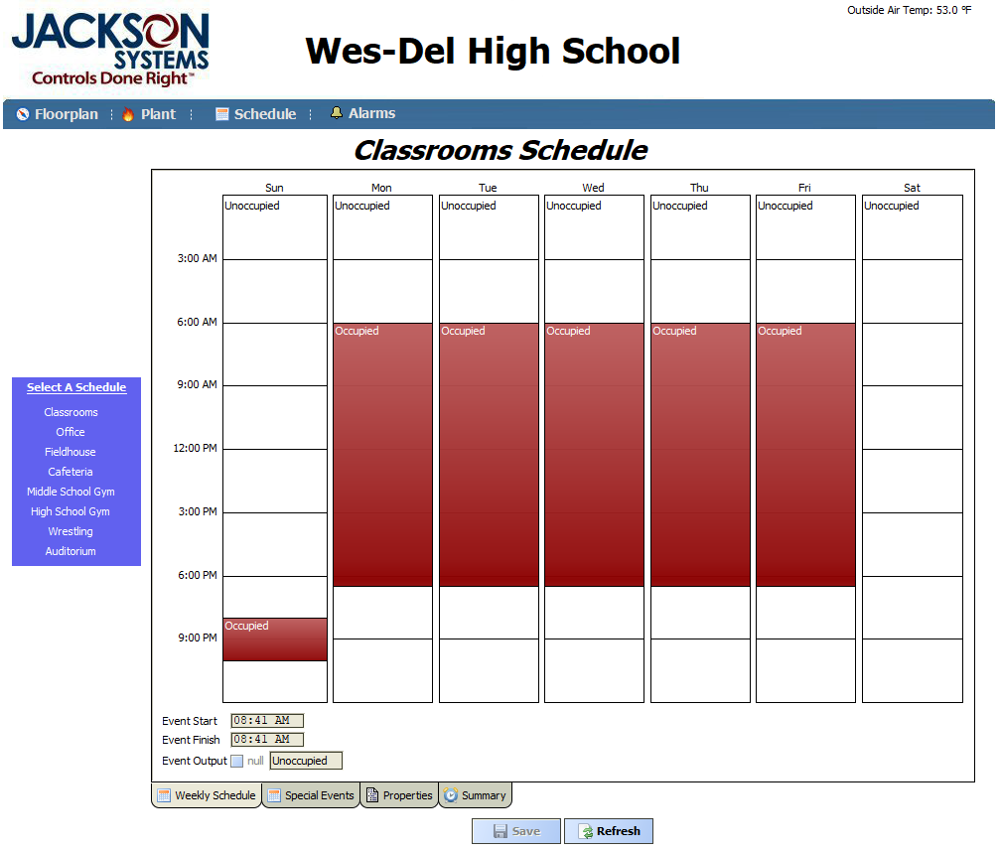 JACKSON
SYSTEMS
Controls Done Right™
Outside Air Temp: 53.0 ºF
Wes-Del High School
Floorplan Plant Schedule Alarms
Classrooms Schedule
Sun Mon Tue Wed Thu Fri Sat
Unoccupied Unoccupied Unoccupied Unoccupied Unoccupied Unoccupied Unoccupied
3:00 AM
6:00 AM
Occupied Occupied Occupied Occupied Occupied
9:00 AM
12:00 PM
3:00 PM
6:00 PM
Occupied
9:00 PM
Select A Schedule
Classrooms
Office
Fieldhouse
Cafeteria
Middle School Gym
High School Gym
Wrestling
Auditorium
Event Start 08:41 AM
Event Finish 08:41 AM
Event Output null Unoccupied
Weekly Schedule Special Events Properties Summary
Save Refresh